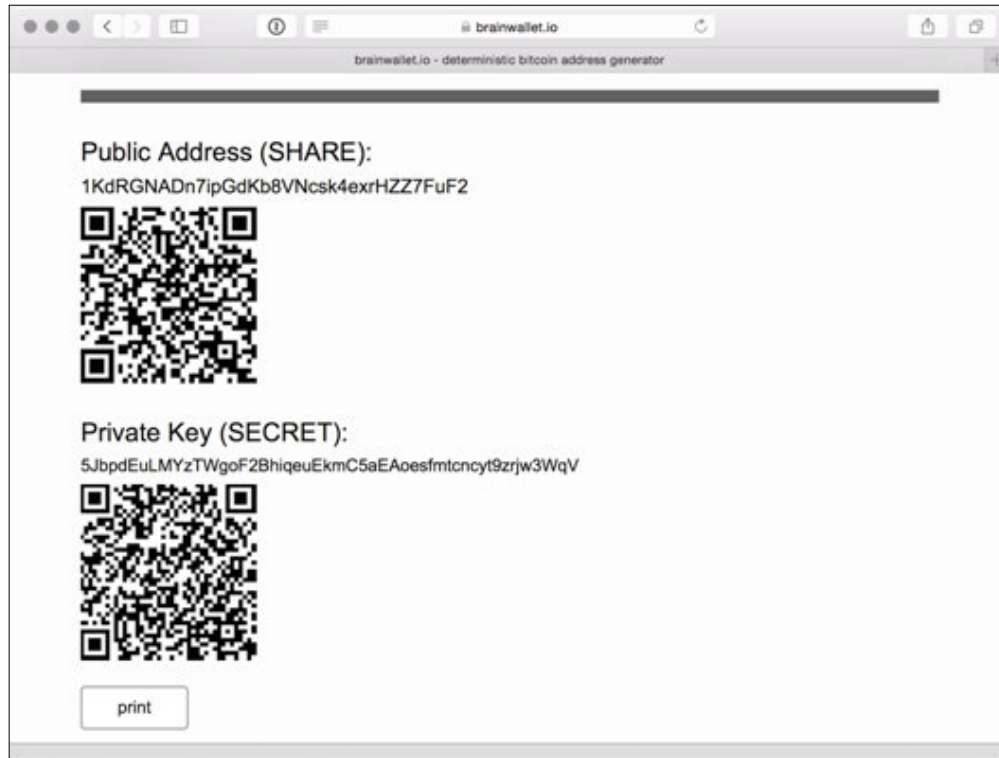 brainwallet.io
brainwallet.io - deterministic bitcoin address generator
Public Address (SHARE):
1KdRGNADn7ipGdKb8VNcsk4exrHZZ7FuF2
Private Key (SECRET):
5JbpdEuLMYzTWgoF2BhiqeuEkmC5aEAoesfmtcncyt9zrjw3WqV
print